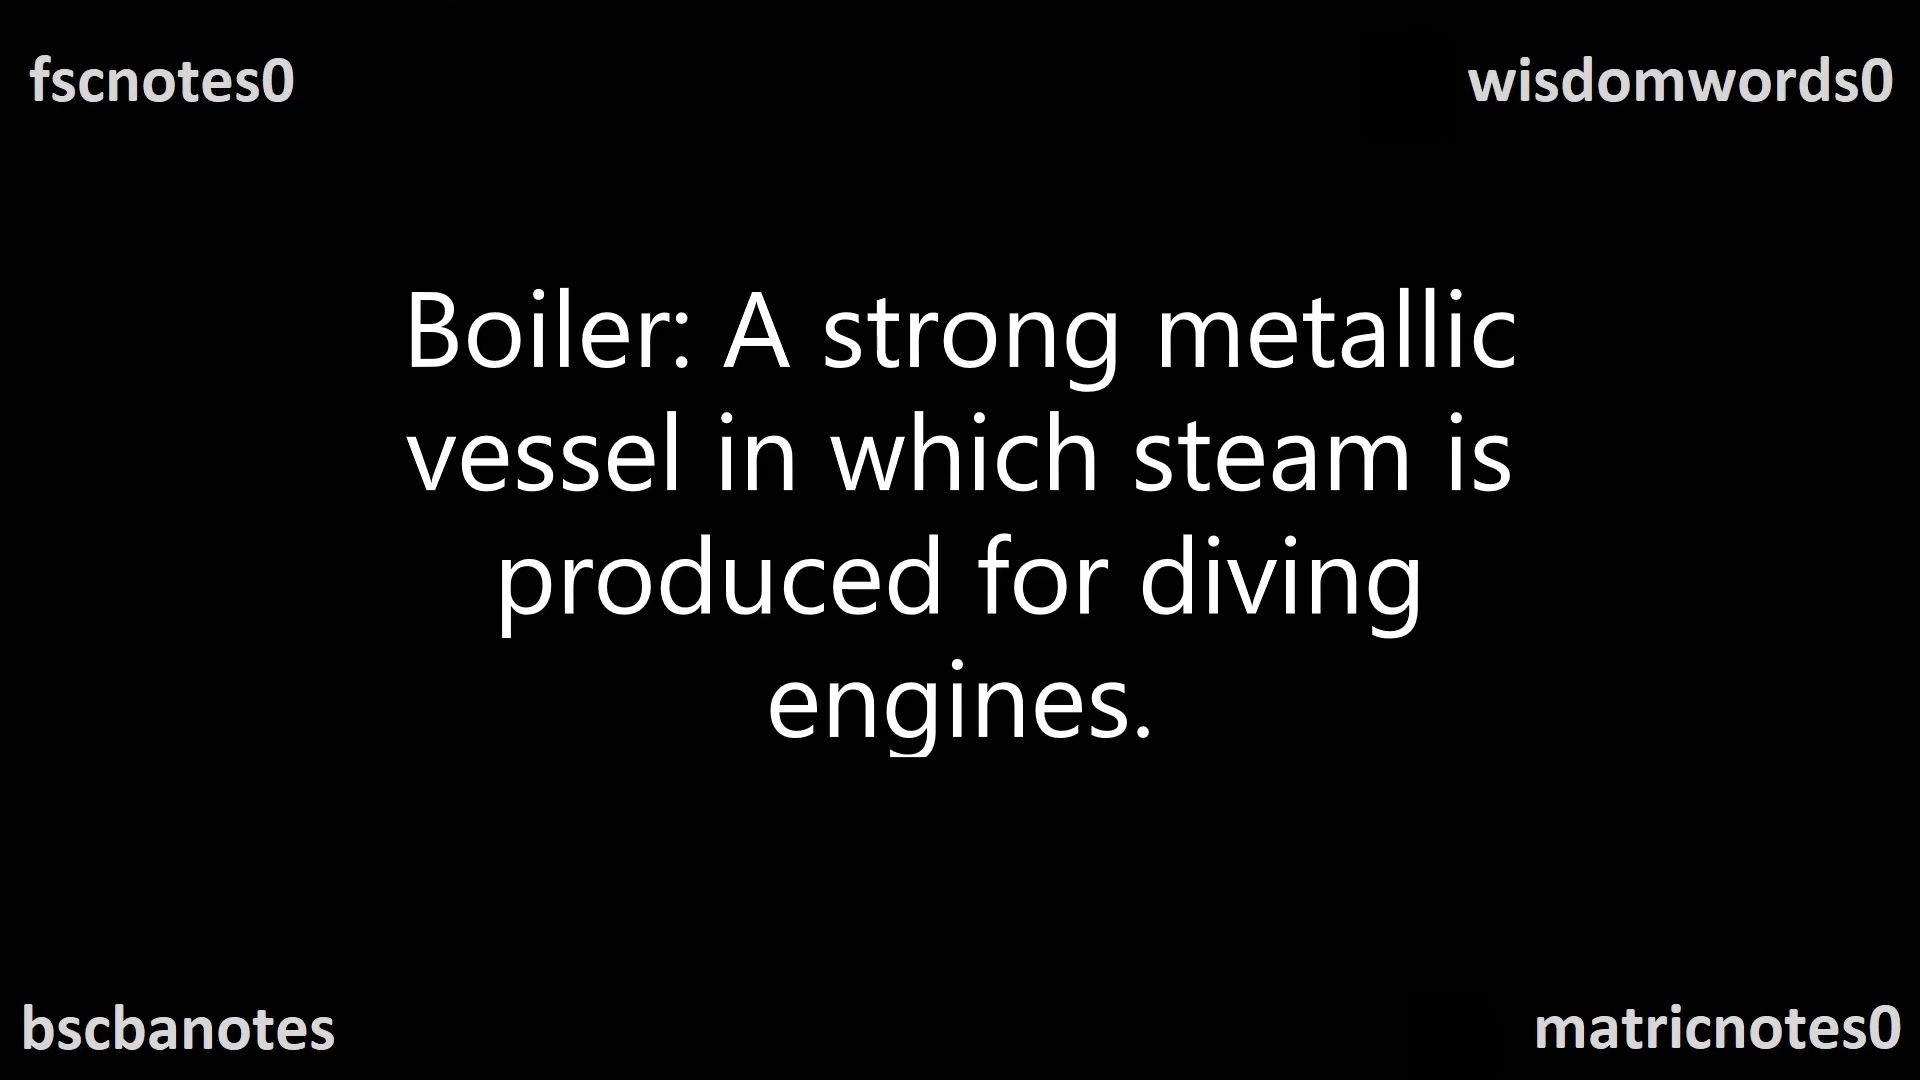 fscnotes0
wisdomwords0
Boiler: A strong metallic
vessel in which steam is
produced for diving
engines.
bscbanotes
matricnotes0